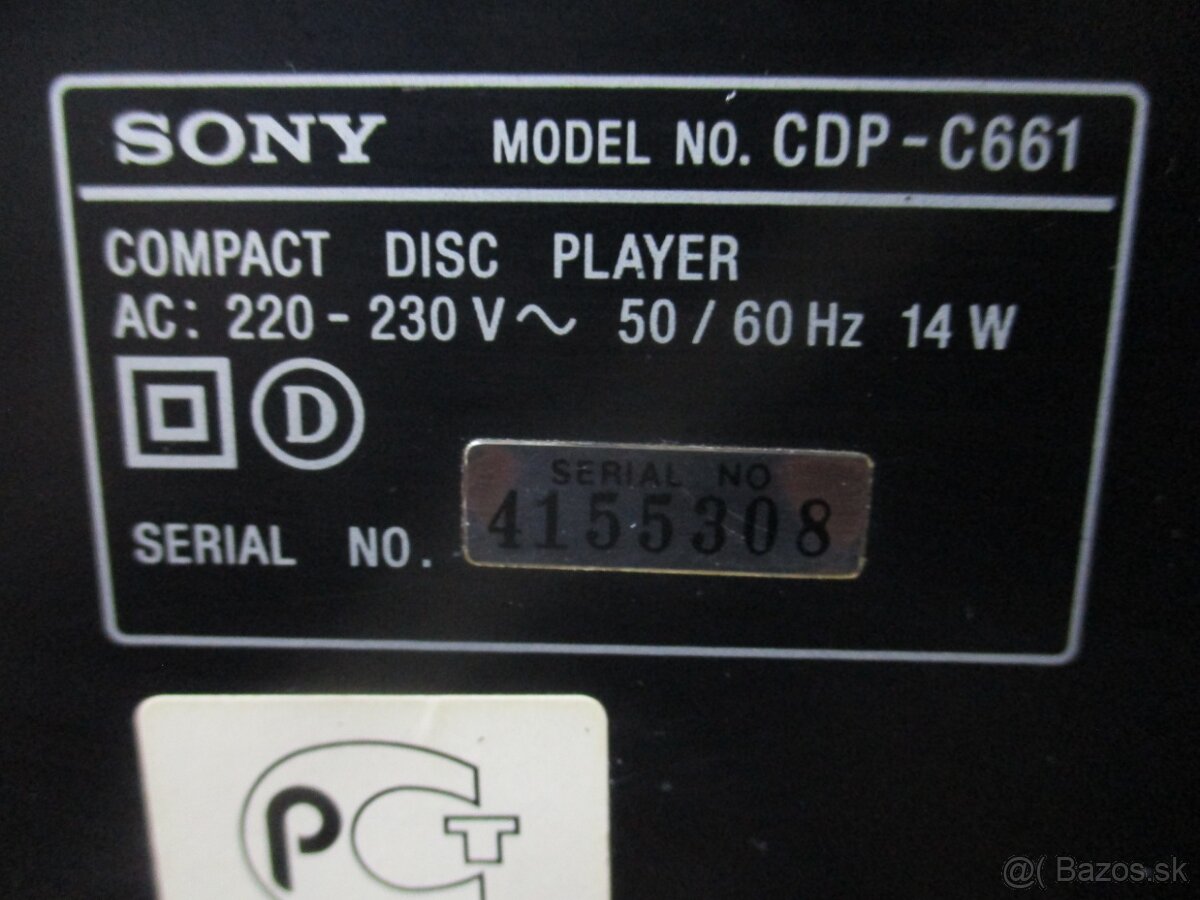 SONY MODEL NO. CDP-C661
COMPACT DISC PLAYER
AC: 220-230 V~ 50/60 Hz 14 W
D
SERIAL NO
SERIAL NO. 4155308
PCT
@( Bazos.sk